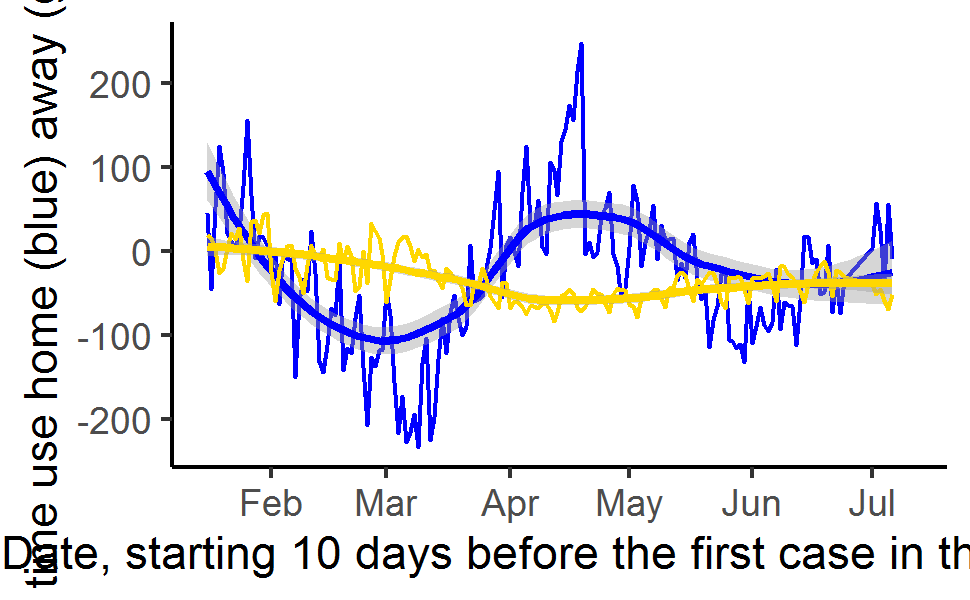 time use home (blue) away (g
200
100
0
-100
-200
Feb Mar Apr May Jun Jul
Date, starting 10 days before the first case in th